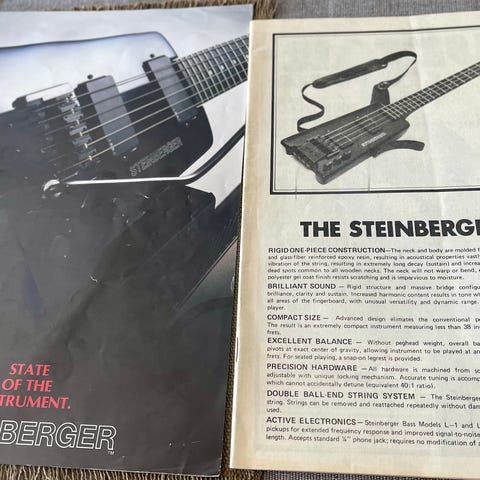 STEINBERGER
STATE
OF THE
STRUMENT.
NBERGER
TM
THE STEINBERGE
RIGID ONE-PIECE CONSTRUCTION—The neck and body are molded f
and glass-fiber reinforced epoxy resin, resulting in acoustical properties vastly
vibration of the string, resulting in extremely long decay (sustain) and increa
dead spots common to all wooden necks. The neck will not warp or bend,
polyester gel coat finish resists scratching and is impervious to moisture.
BRILLIANT SOUND — Rigid structure and massive bridge configu
brilliance, clarity and sustain. Increased harmonic content results in tone wh
all areas of the fingerboard, with unusual versatility and dynamic range.
player.
COMPACT SIZE — Advanced design elimates the conventional pe
The result is an extremely compact instrument measuring less than 38 in
frets.
EXCELLENT BALANCE — Without peghead weight, overall ba
pivots at exact center of gravity, allowing instrument to be played at an
frets. For seated playing, a snap-on legrest is provided.
PRECISION HARDWARE — All hardware is machined from so
adjustable with unique locking mechanism. Accurate tuning is accomp
which cannot accidentally detune (equivalent 40:1 ratio).
DOUBLE BALL-END STRING SYSTEM — The Steinberger
string. Strings can be removed and reattached repeatedly without dam
used.
ACTIVE ELECTRONICS — Steinberger Bass Models L-1 and L
pickups for extended frequency response and improved signal-to-noise
length. Accepts standard ¼" phone jack; requires no modification of a